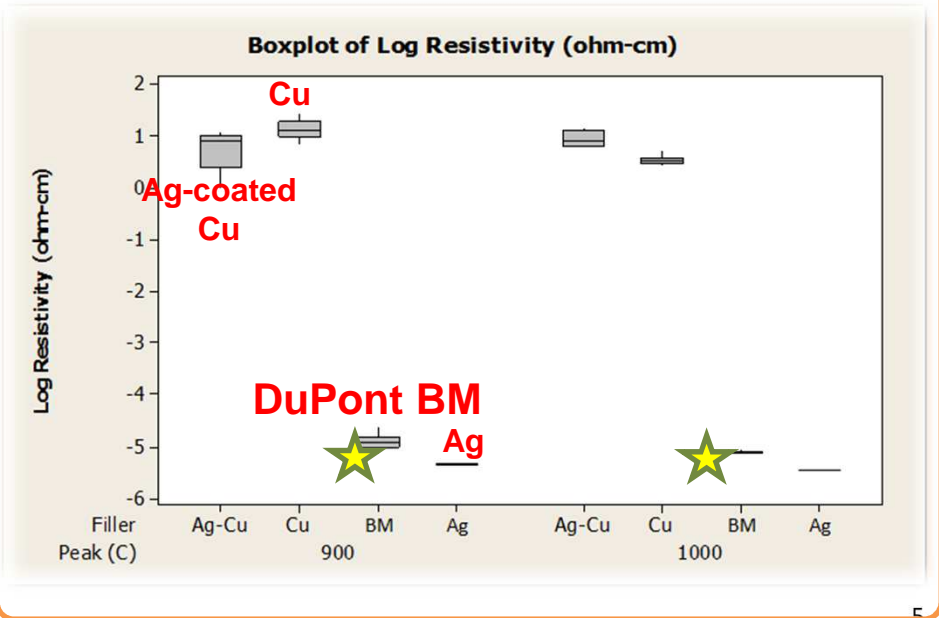 Boxplot of Log Resistivity (ohm-cm)
Log Resistivity (ohm-cm)
2
1
0
-1
-2
-3
-4
-5
-6
Cu
Ag-coated
Cu
DuPont BM
Ag
Filler Ag-Cu Cu BM Ag Ag-Cu Cu BM Ag
Peak (C) 900 1000
5